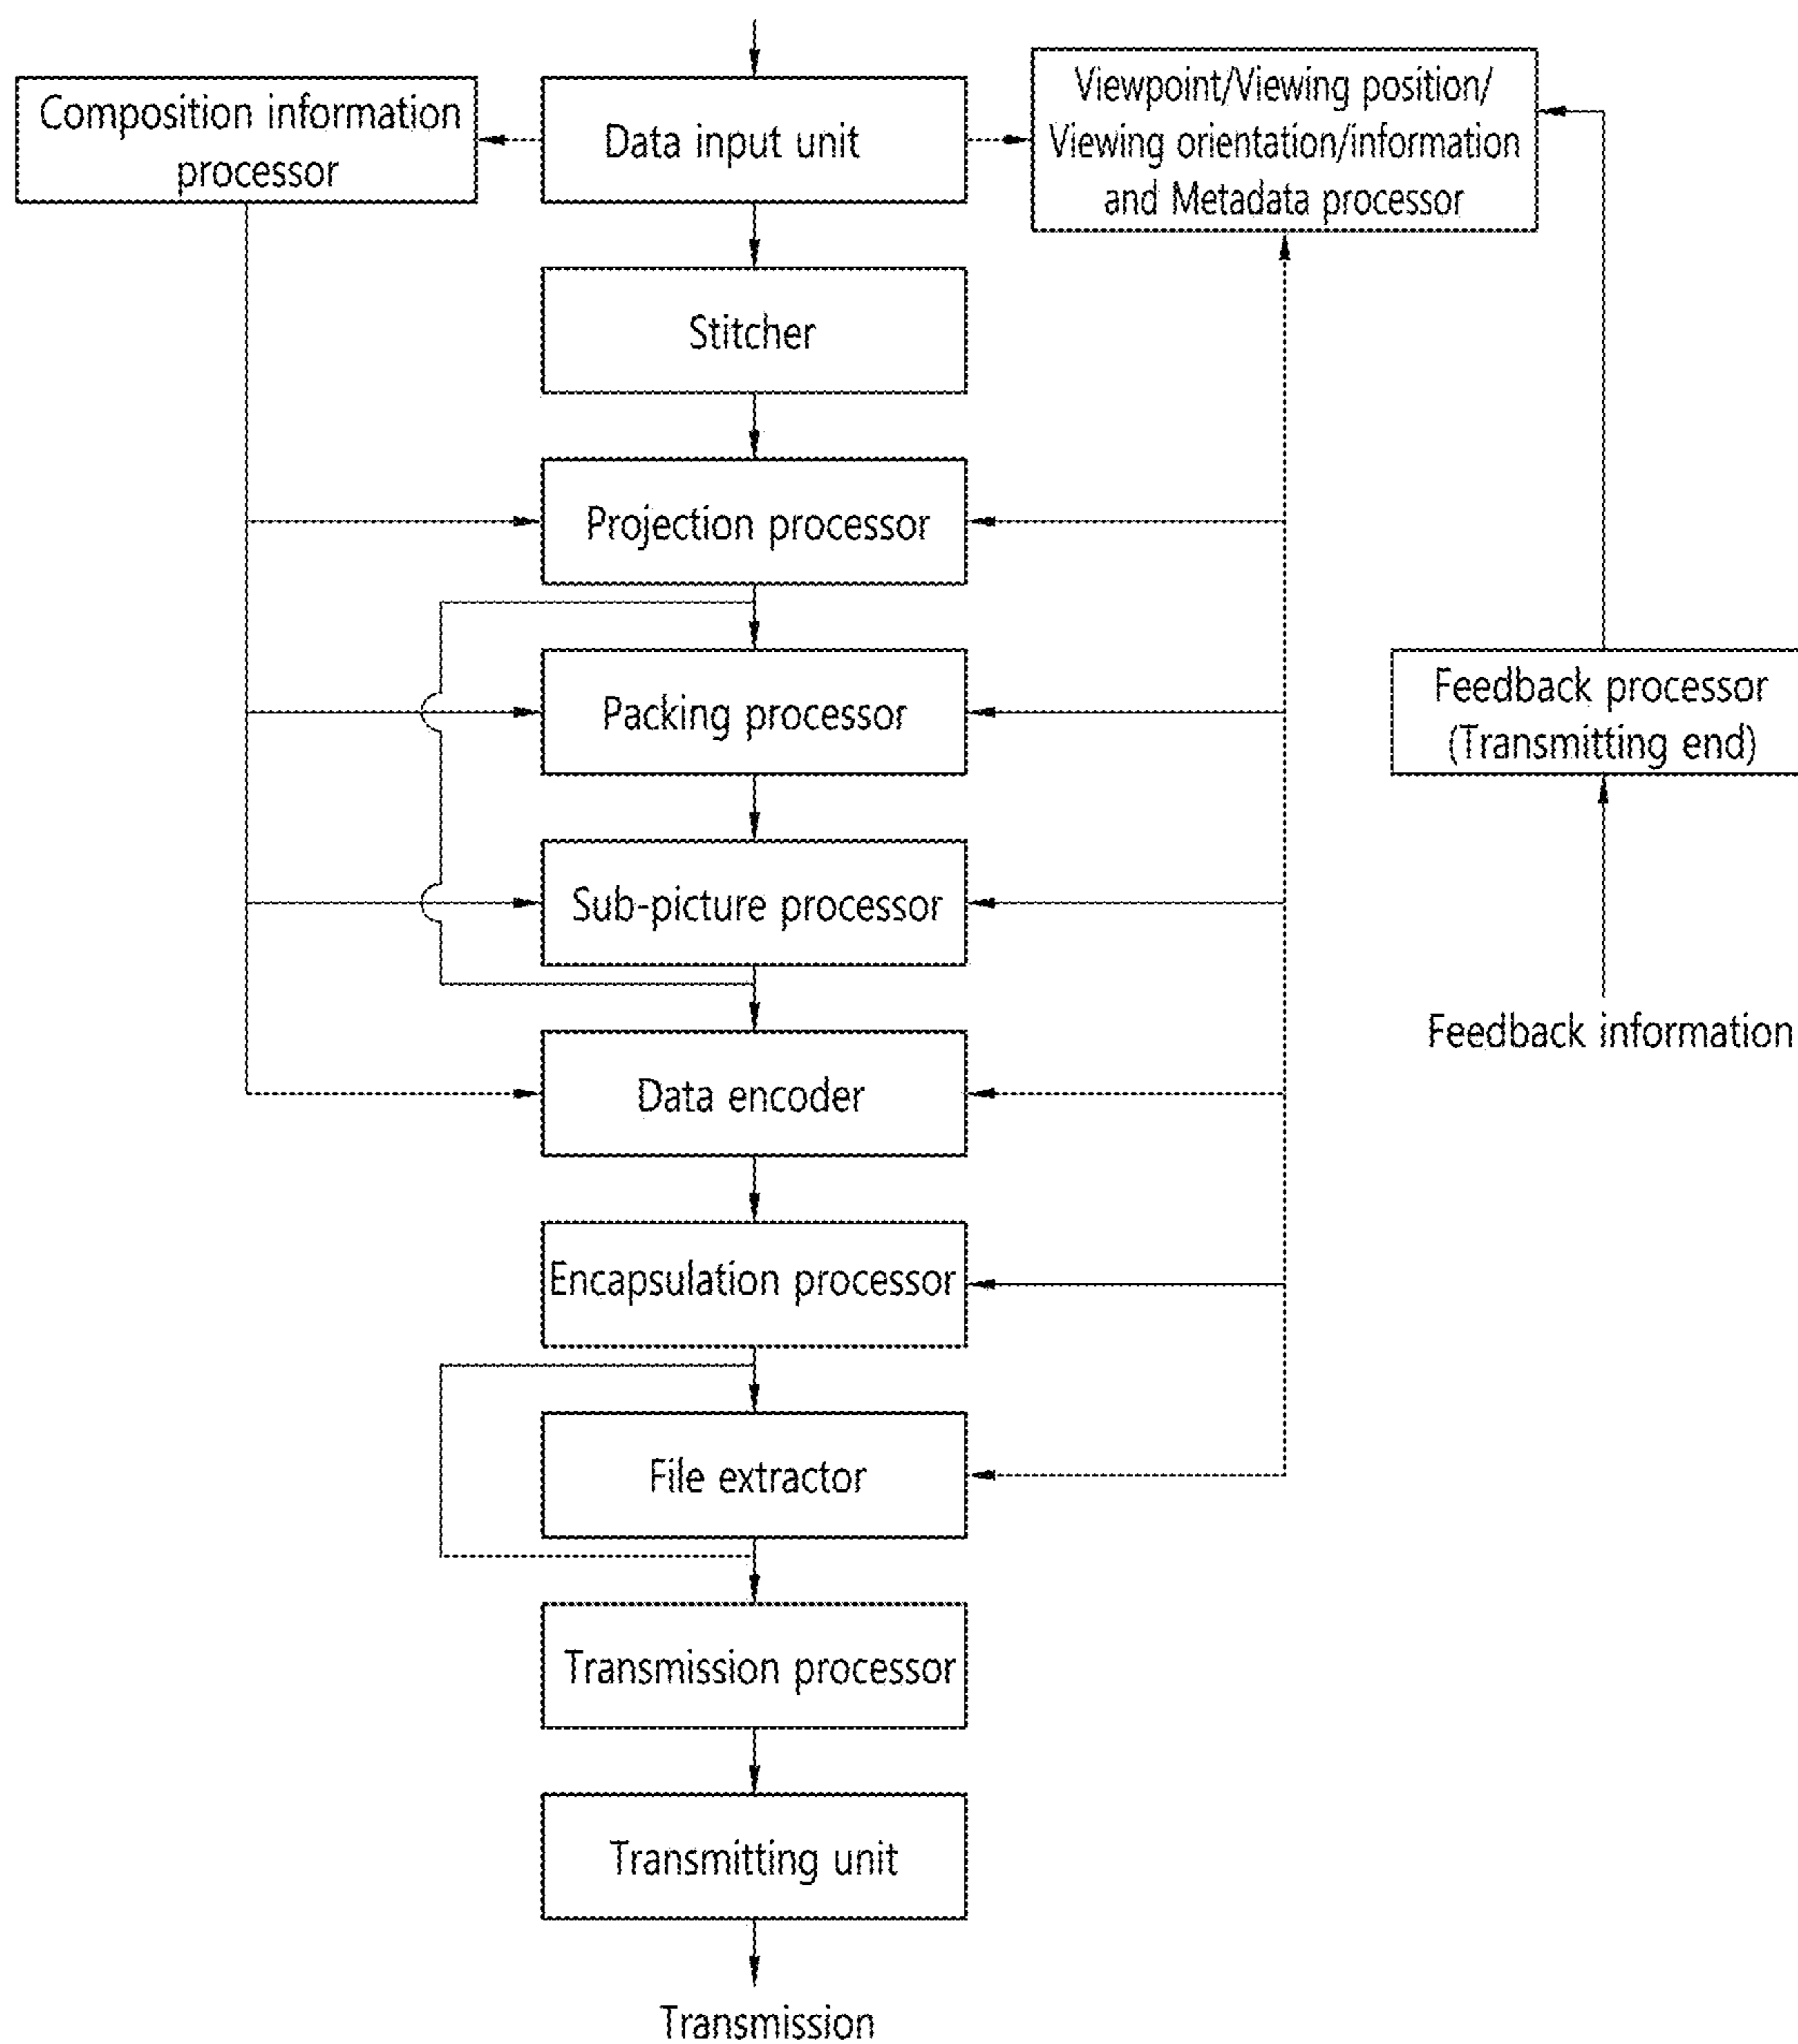 Composition information
processor
Data input unit
Viewpoint/Viewing position/
Viewing orientation/information
and Metadata processor
Stitcher
Projection processor
Packing processor
Feedback processor
(Transmitting end)
Sub-picture processor
Feedback information
Data encoder
Encapsulation processor
File extractor
Transmission processor
Transmitting unit
Transmission